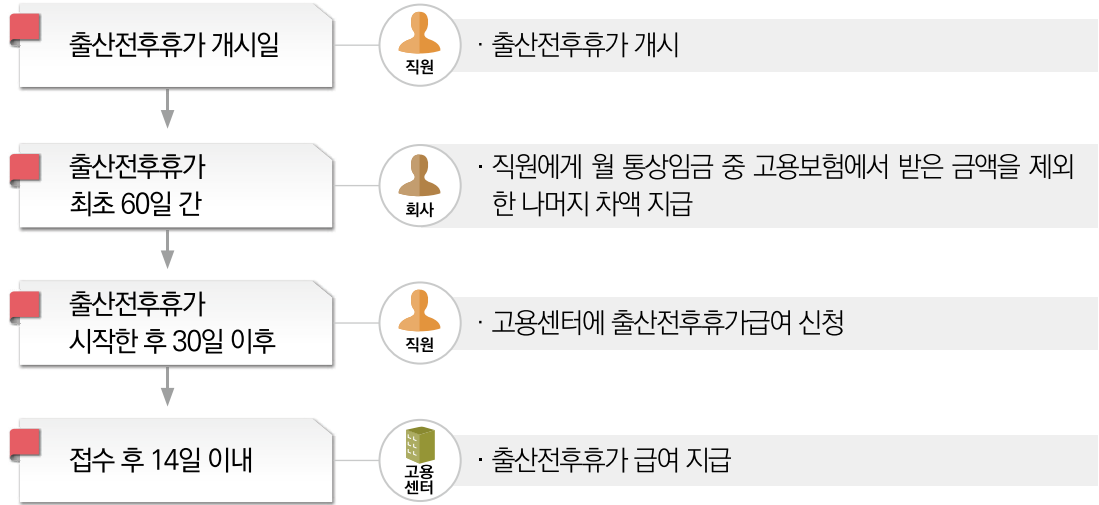 출산전후휴가 개시일
직원
· 출산전후휴가 개시
출산전후휴가
최초 60일 간
회사
· 직원에게 월 통상임금 중 고용보험에서 받은 금액을 제외
한 나머지 차액 지급
출산전후휴가
시작한 후 30일 이후
직원
· 고용센터에 출산전후휴가급여 신청
접수 후 14일 이내
고용
센터
· 출산전후휴가 급여 지급